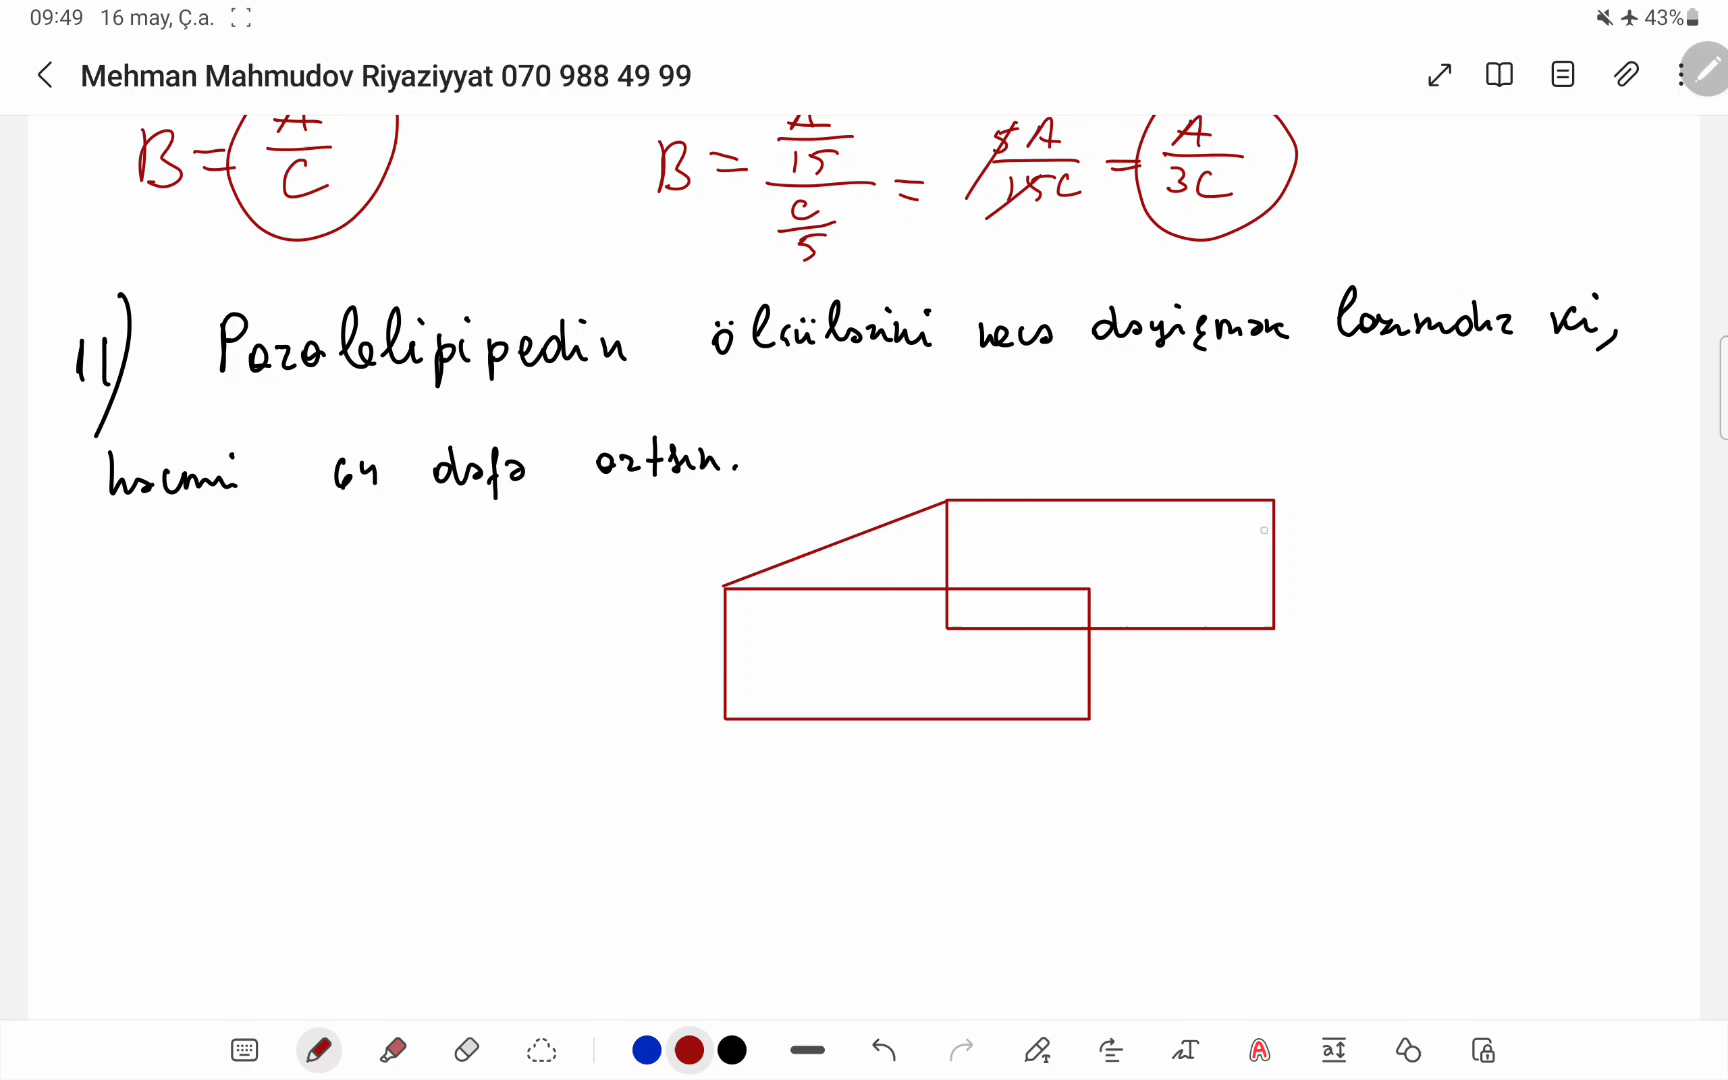 09:49 16 may, Ç.a. 43%
Mehman Mahmudov Riyaziyyat 070 988 49 99
B = A/C B = A/15 / C/5 = 5A/15C = A/3C
11) Paralelipipedin ölçülərini necə dəyişmək lazımdır ki,
həcmi 64 dəfə artsın.